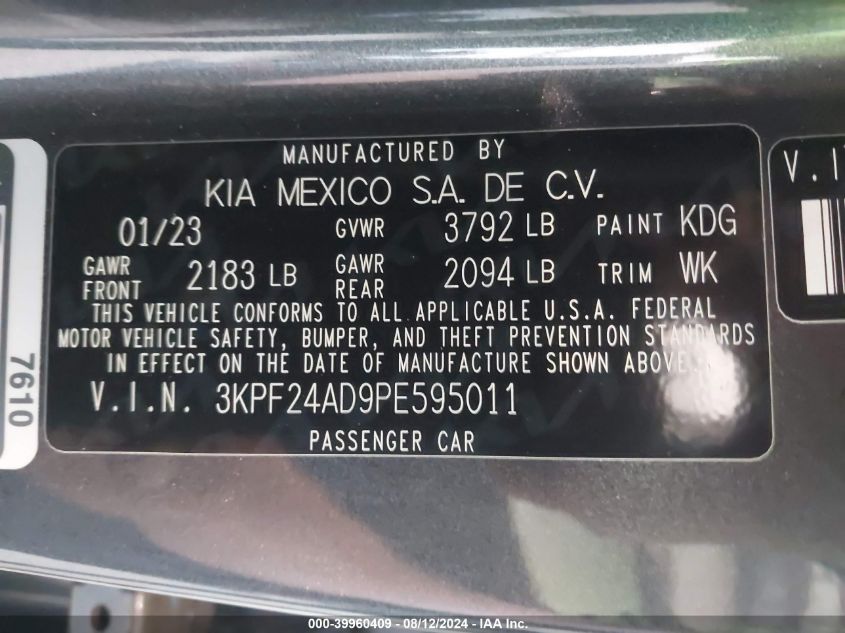 MANUFACTURED BY
KIA MEXICO S.A. DE C.V.
01/23 GVWR 3792 LB PAINT KDG
GAWR FRONT 2183 LB GAWR REAR 2094 LB TRIM WK
THIS VEHICLE CONFORMS TO ALL APPLICABLE U.S.A. FEDERAL
MOTOR VEHICLE SAFETY, BUMPER, AND THEFT PREVENTION STANDARDS
IN EFFECT ON THE DATE OF MANUFACTURE SHOWN ABOVE.
V.I.N. 3KPF24AD9PE595011
PASSENGER CAR
7610
000-39960409 - 08/12/2024 - IAA Inc.